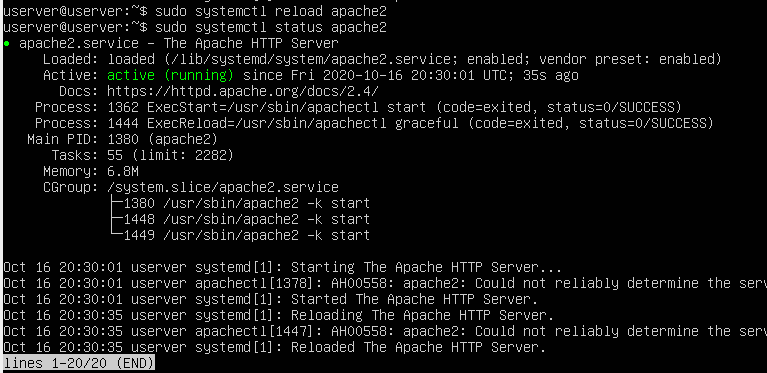 userver@userver:~$ sudo systemctl reload apache2
userver@userver:~$ sudo systemctl status apache2
● apache2.service - The Apache HTTP Server
     Loaded: loaded (/lib/systemd/system/apache2.service; enabled; vendor preset: enabled)
     Active: active (running) since Fri 2020-10-16 20:30:01 UTC; 35s ago
       Docs: https://httpd.apache.org/docs/2.4/
    Process: 1362 ExecStart=/usr/sbin/apachectl start (code=exited, status=0/SUCCESS)
    Process: 1444 ExecReload=/usr/sbin/apachectl graceful (code=exited, status=0/SUCCESS)
   Main PID: 1380 (apache2)
      Tasks: 55 (limit: 2282)
     Memory: 6.8M
     CGroup: /system.slice/apache2.service
             ├─1380 /usr/sbin/apache2 -k start
             ├─1448 /usr/sbin/apache2 -k start
             └─1449 /usr/sbin/apache2 -k start

Oct 16 20:30:01 userver systemd[1]: Starting The Apache HTTP Server...
Oct 16 20:30:01 userver apachectl[1378]: AH00558: apache2: Could not reliably determine the serv
Oct 16 20:30:01 userver systemd[1]: Started The Apache HTTP Server.
Oct 16 20:30:35 userver systemd[1]: Reloading The Apache HTTP Server.
Oct 16 20:30:35 userver apachectl[1447]: AH00558: apache2: Could not reliably determine the serv
Oct 16 20:30:35 userver systemd[1]: Reloaded The Apache HTTP Server.
lines 1-20/20 (END)